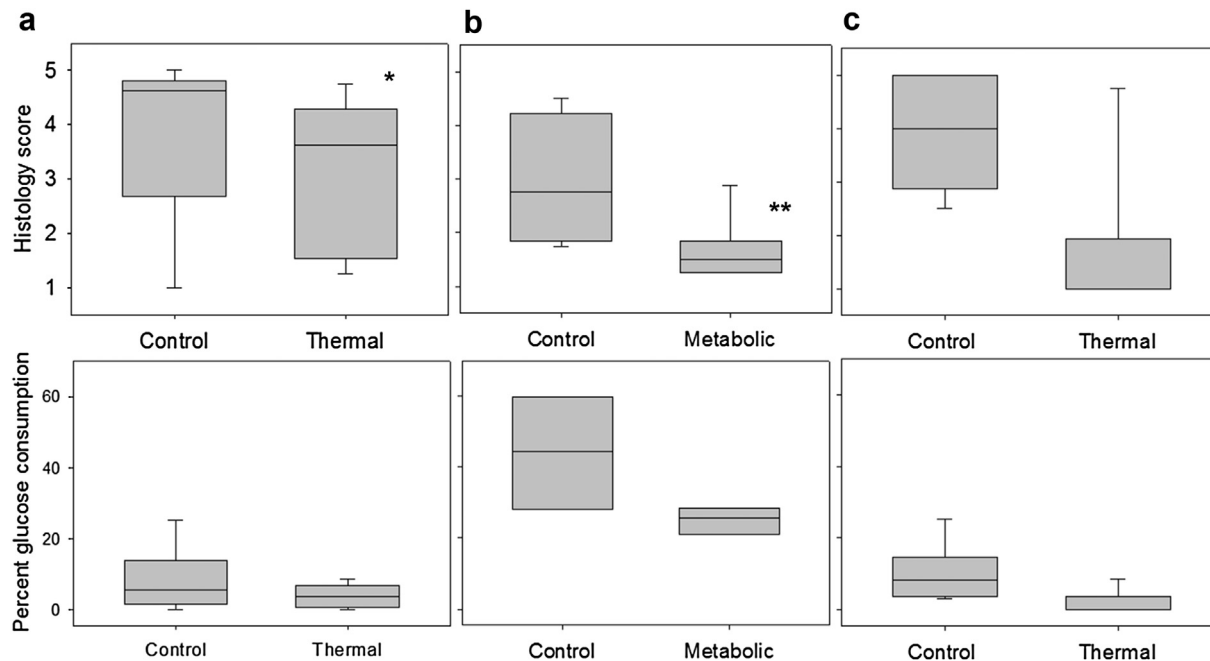 a
b
c
Histology score
5
4
3
2
1
*
**
Control Thermal
Control Metabolic
Control Thermal
Percent glucose consumption
60
40
20
0
Control Thermal
Control Metabolic
Control Thermal